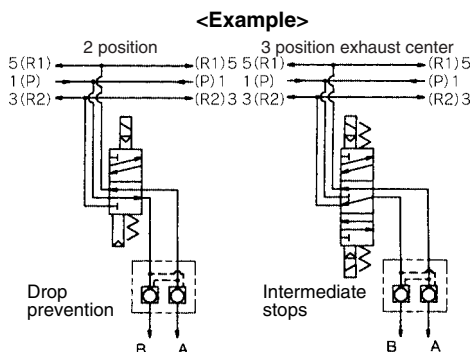 <Example>
2 position
3 position exhaust center
5(R1) (R1)5 5(R1) (R1)5
1(P) (P)1 1(P) (P)1
3(R2) (R2)3 3(R2) (R2)3
Drop
prevention
Intermediate
stops
B A B A